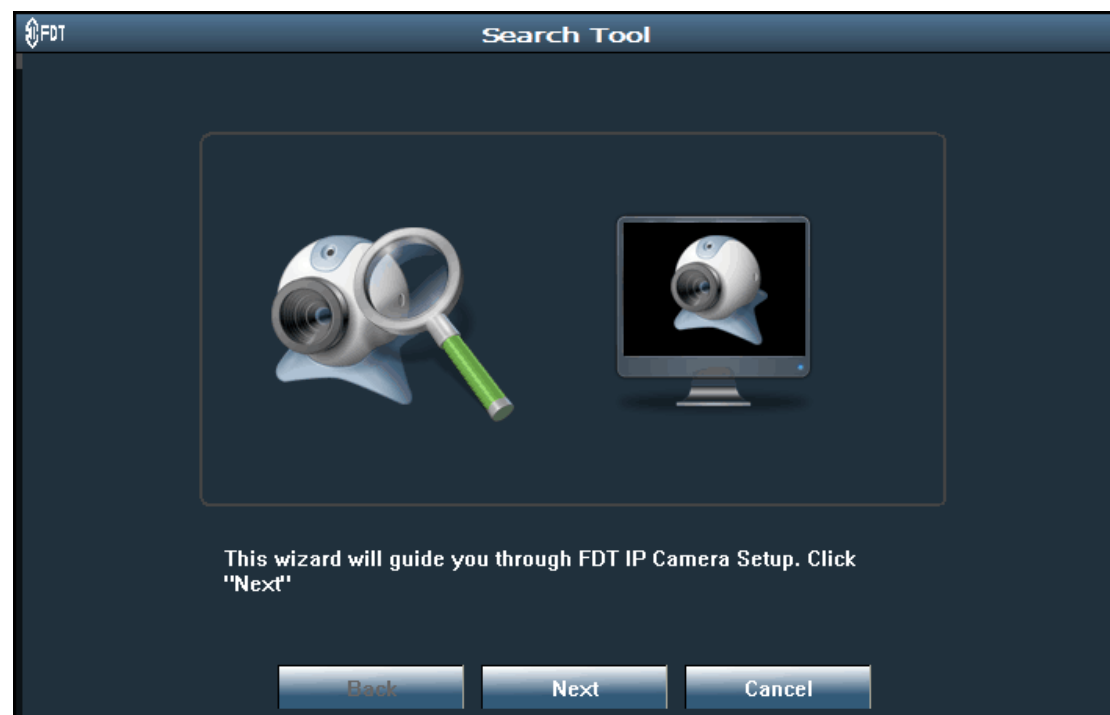 FDT
Search Tool
This wizard will guide you through FDT IP Camera Setup. Click
"Next"
Back
Next
Cancel